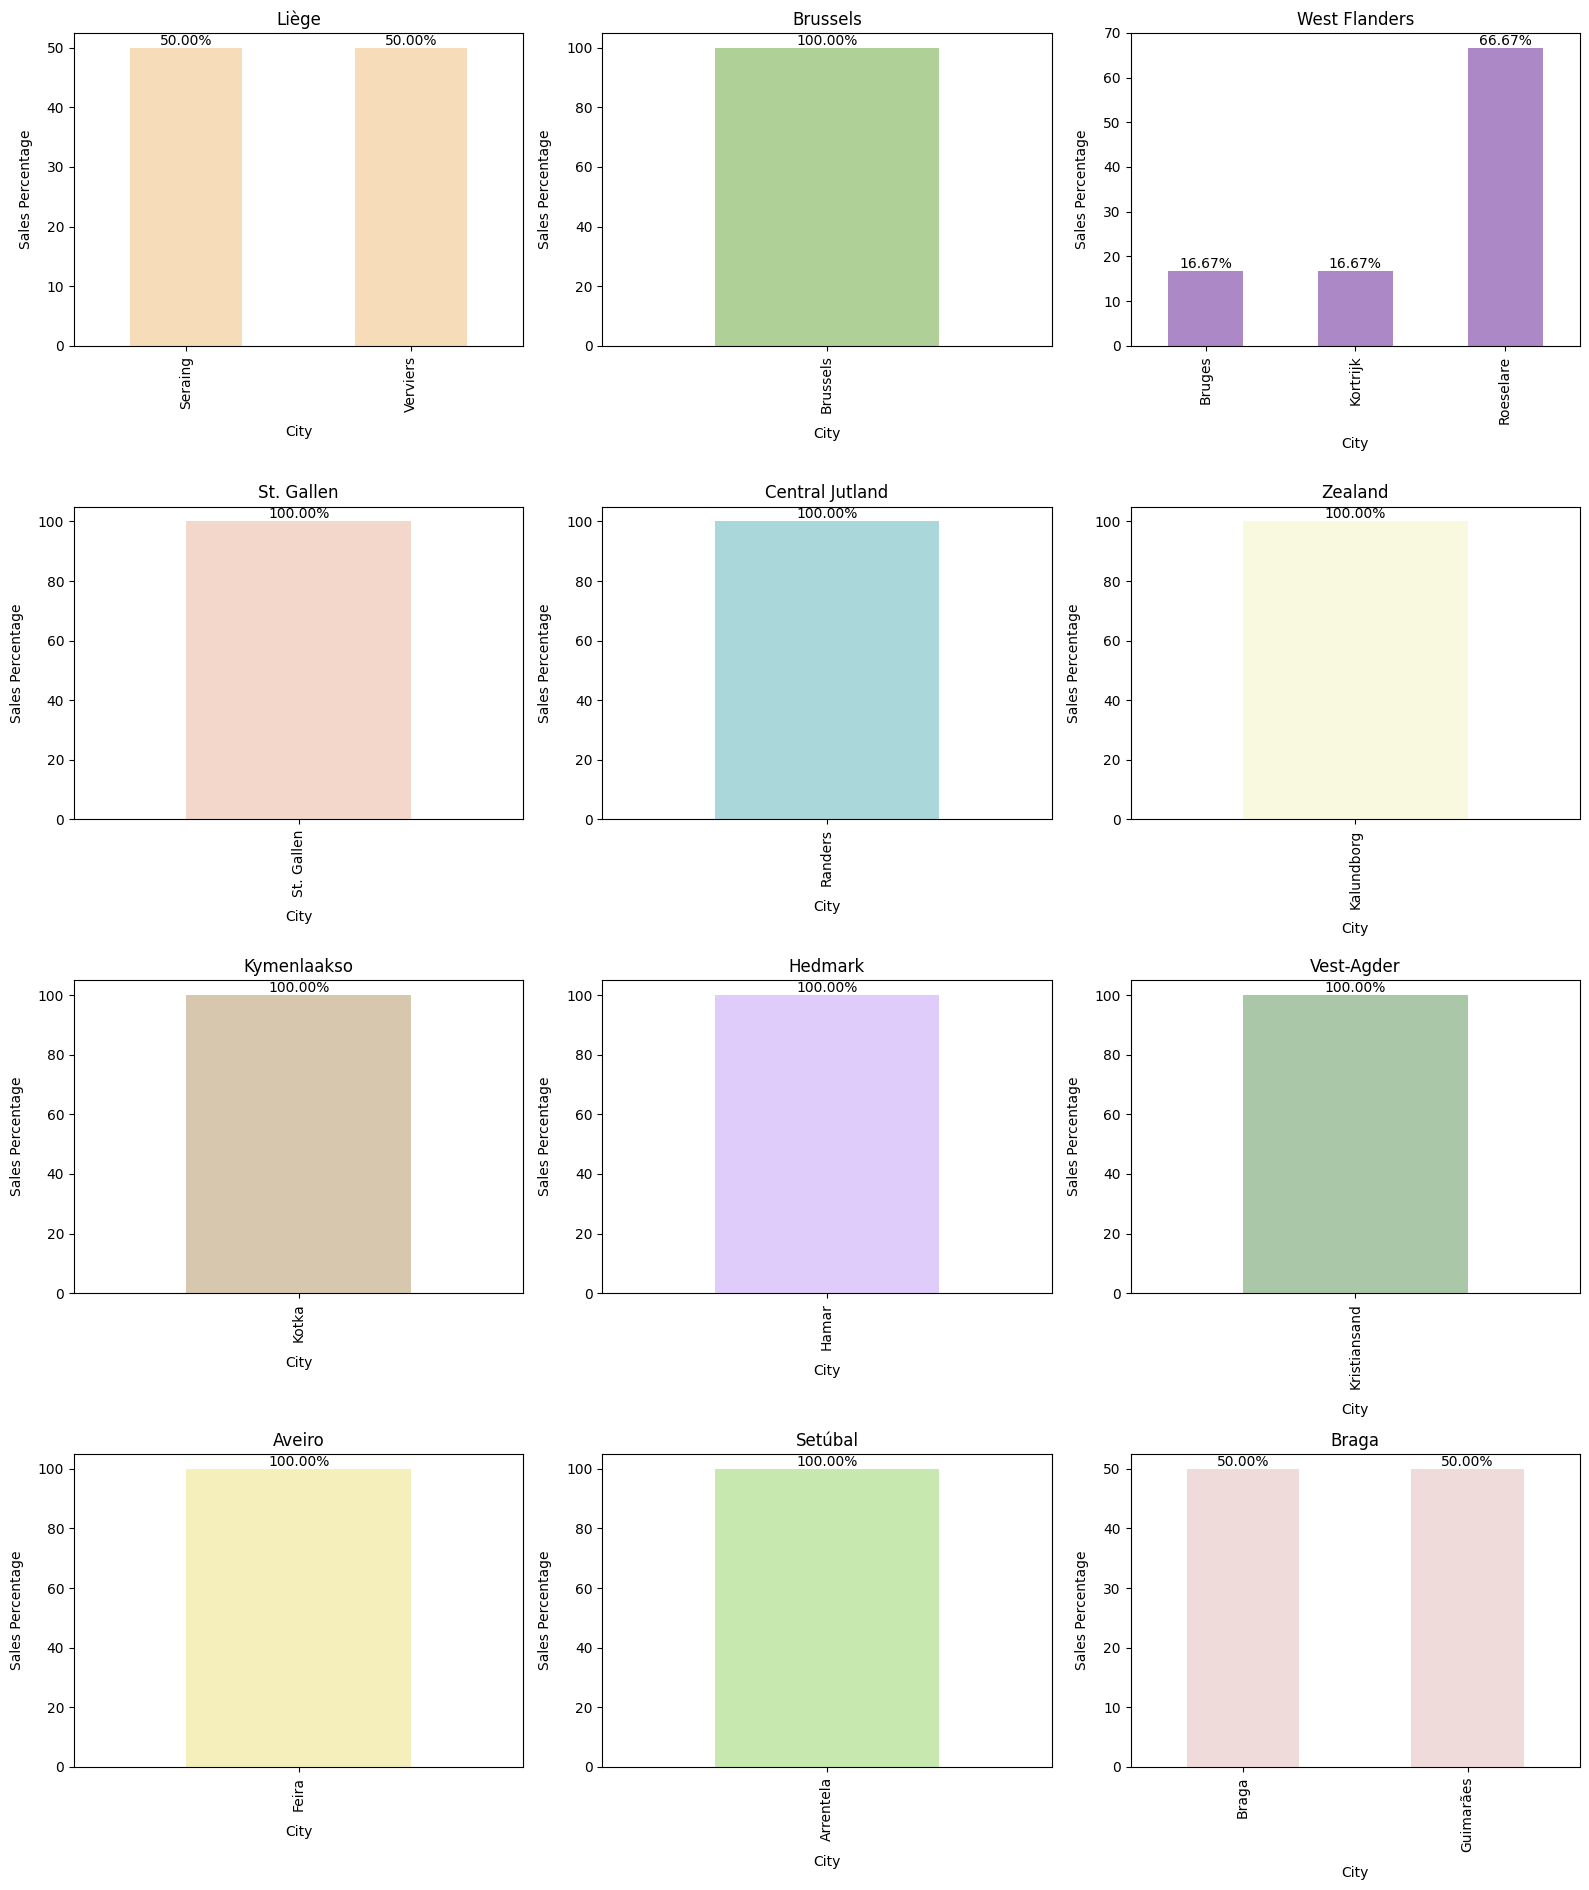 Liège
50.00%
50.00%
50
40
30
20
10
0
Sales Percentage
Seraing
Verviers
City
Brussels
100.00%
100
80
60
40
20
0
Sales Percentage
Brussels
City
West Flanders
66.67%
16.67%
16.67%
70
60
50
40
30
20
10
0
Sales Percentage
Bruges
Kortrijk
Roeselare
City
St. Gallen
100.00%
100
80
60
40
20
0
Sales Percentage
St. Gallen
City
Central Jutland
100.00%
100
80
60
40
20
0
Sales Percentage
Randers
City
Zealand
100.00%
100
80
60
40
20
0
Sales Percentage
Kalundborg
City
Kymenlaakso
100.00%
100
80
60
40
20
0
Sales Percentage
Kotka
City
Hedmark
100.00%
100
80
60
40
20
0
Sales Percentage
Hamar
City
Vest-Agder
100.00%
100
80
60
40
20
0
Sales Percentage
Kristiansand
City
Aveiro
100.00%
100
80
60
40
20
0
Sales Percentage
Feira
City
Setúbal
100.00%
100
80
60
40
20
0
Sales Percentage
Arrentela
City
Braga
50.00%
50.00%
50
40
30
20
10
0
Sales Percentage
Braga
Guimarães
City